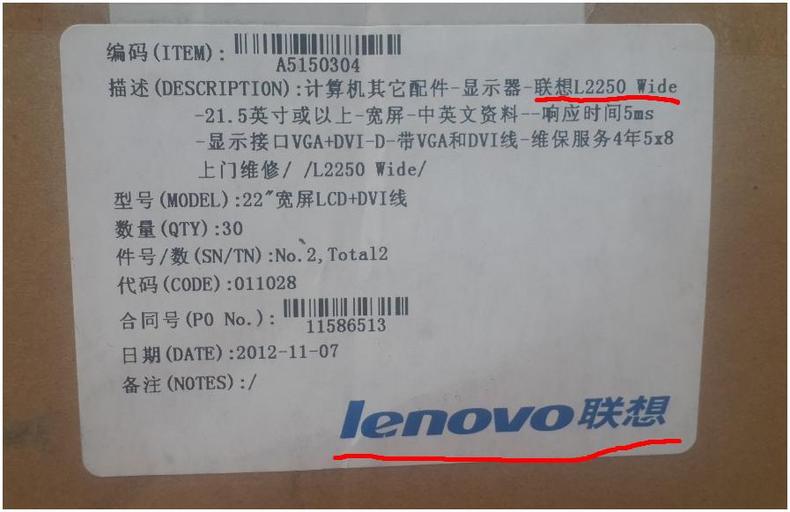 编码(ITEM):
A5150304
描述(DESCRIPTION):计算机其它配件-显示器-联想L2250 Wide
-21.5英寸或以上-宽屏-中英文资料--响应时间5ms
-显示接口VGA+DVI-D-带VGA和DVI线-维保服务4年5x8
上门维修/ /L2250 Wide/
型号(MODEL):22"宽屏LCD+DVI线
数量(QTY):30
件号/数(SN/TN):No.2,Total2
代码(CODE):011028
合同号(PO No.):
11586513
日期(DATE):2012-11-07
备注(NOTES):/
lenovo联想